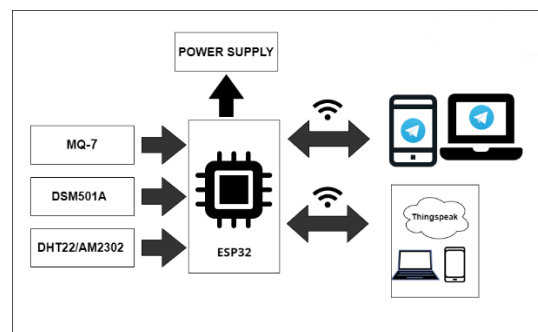 POWER SUPPLY
MQ-7
DSM501A
DHT22/AM2302
ESP32
Thingspeak